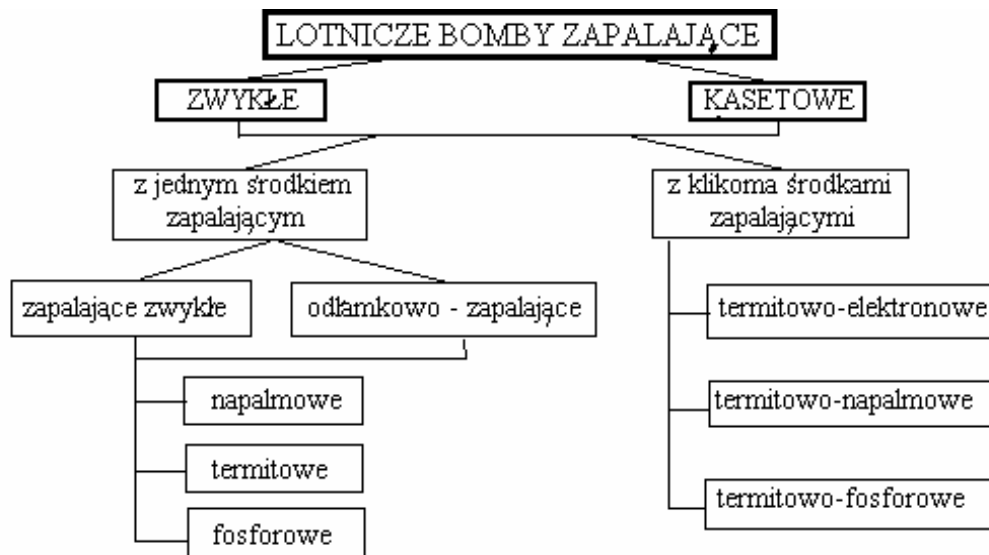 LOTNICZE BOMBY ZAPALAJĄCE
ZWYKŁE
KASETOWE
z jednym środkiem
zapalającym
z klikoma środkami
zapalającymi
zapalające zwykłe
odłamkowo - zapalające
termitowo-elektronowe
napalmowe
termitowo-napalmowe
termitowe
termitowo-fosforowe
fosforowe